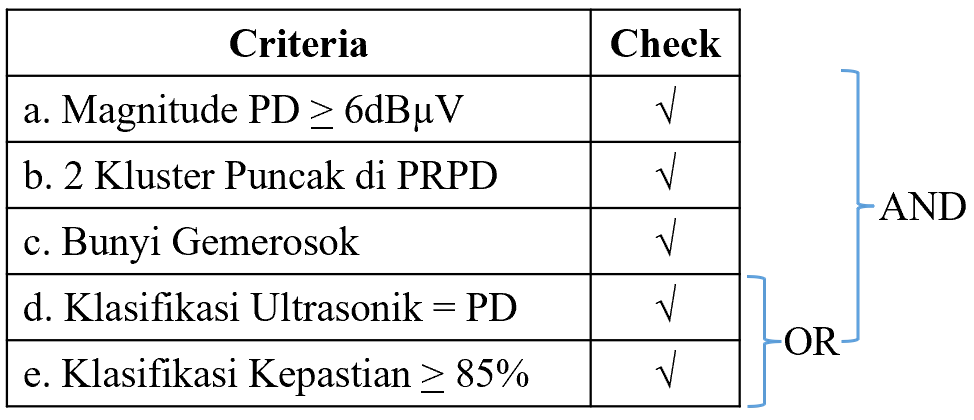 Criteria Check
a. Magnitude PD ≥ 6dBµV √
b. 2 Kluster Puncak di PRPD √
c. Bunyi Gemerosok √
d. Klasifikasi Ultrasonik = PD √
e. Klasifikasi Kepastian ≥ 85% √
AND
OR